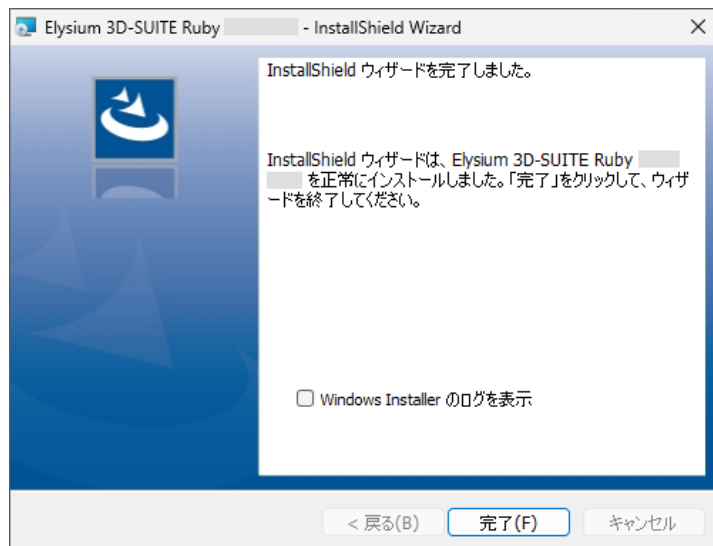 Elysium 3D-SUITE Ruby - InstallShield Wizard
InstallShield ウィザードを完了しました。
InstallShield ウィザードは、Elysium 3D-SUITE Ruby
を正常にインストールしました。「完了」をクリックして、ウィザ
ードを終了してください。
Windows Installer のログを表示
< 戻る(B)
完了(F)
キャンセル